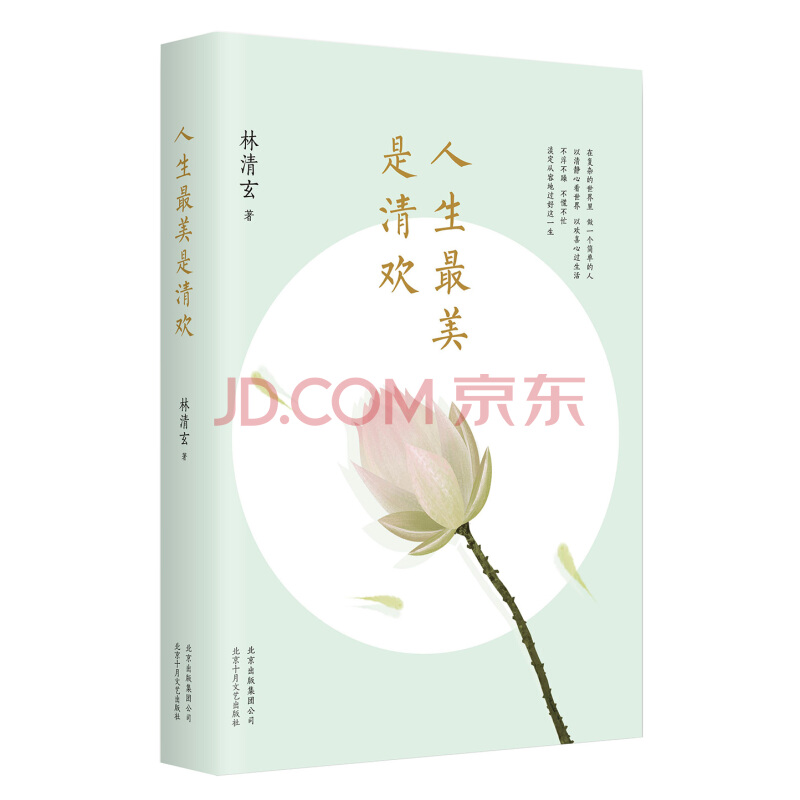 人生最美是清欢
林清玄 著
北京出版集团公司
北京十月文艺出版社
林清玄 著
人生最美
是清欢
在复杂的世界里 做一个简单的人
以清静心看世界 以欢喜心过生活
不浮不躁 不慌不忙
淡定从容地过好这一生
JD.COM 京东
北京出版集团公司
北京十月文艺出版社